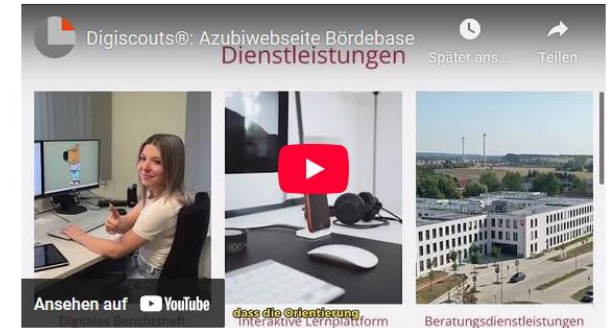 Digiscouts®: Azubiwebseite Bördebase
Dienstleistungen
Später ans...
Teilen
Ansehen auf YouTube
dass die Orientierung
Digitales Berichtsheft
Interaktive Lernplattform
Beratungsdienstleistungen